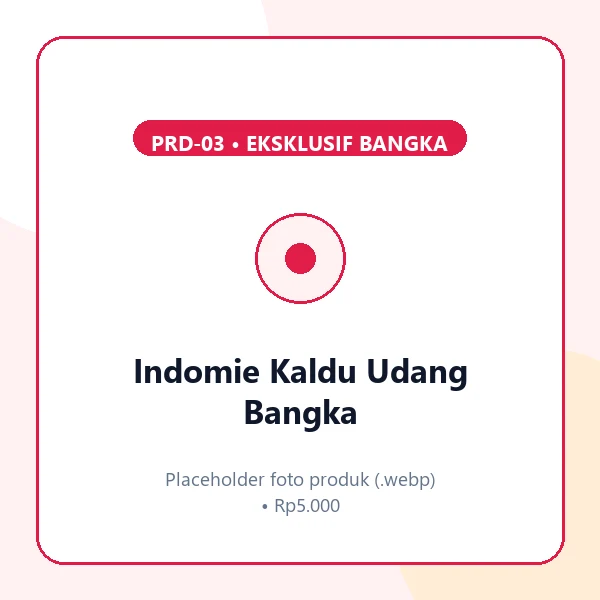 PRD-03 • EKSKLUSIF BANGKA
Indomie Kaldu Udang
Bangka
Placeholder foto produk (.webp)
• Rp5.000